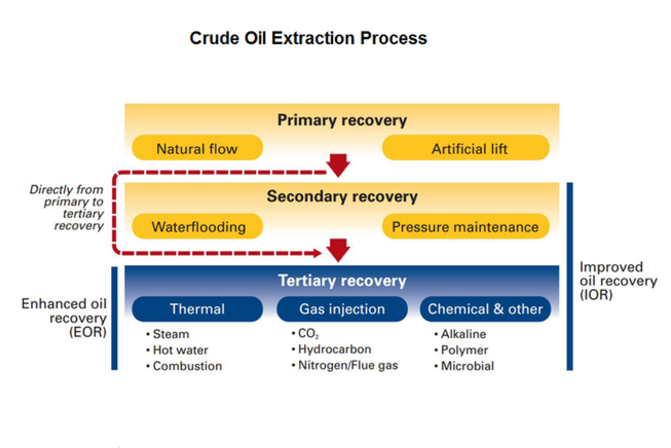 Crude Oil Extraction Process
Primary recovery
Natural flow
Artificial lift
Directly from
primary to
tertiary
recovery
Secondary recovery
Waterflooding
Pressure maintenance
Improved
oil recovery
(IOR)
Enhanced oil
recovery
(EOR)
Tertiary recovery
Thermal
• Steam
• Hot water
• Combustion
Gas injection
• CO₂
• Hydrocarbon
• Nitrogen/Flue gas
Chemical & other
• Alkaline
• Polymer
• Microbial